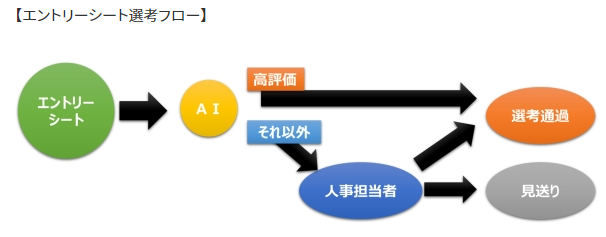 【エントリーシート選考フロー】
エントリー
シート
AI
高評価
それ以外
選考通過
人事担当者
見送り